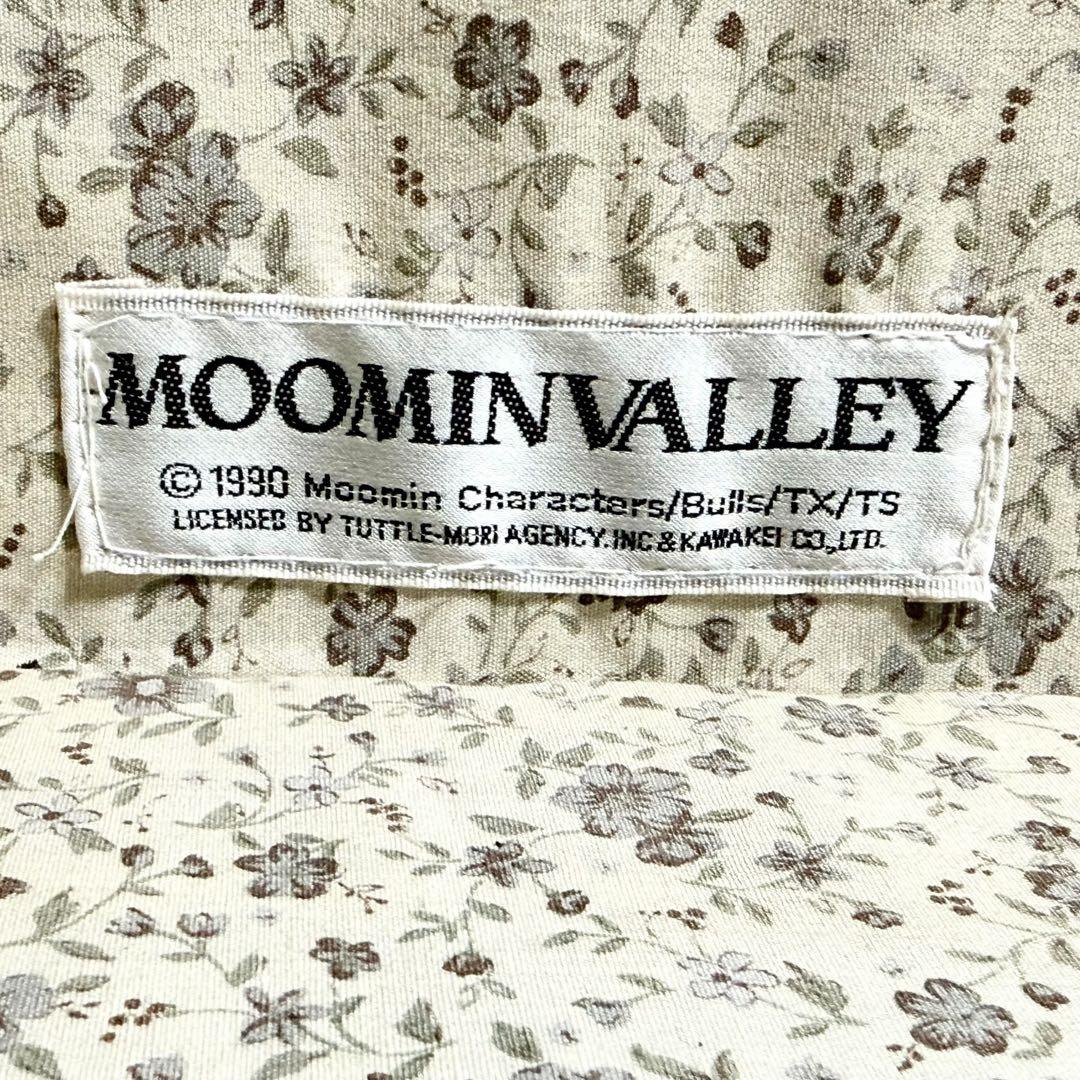 MOOMINVALLEY
© 1990 Moomin Characters/Bulls/TX/TS
LICENSED BY TUTTLE-MORI AGENCY.INC & KAWAKEI CO.,LTD.